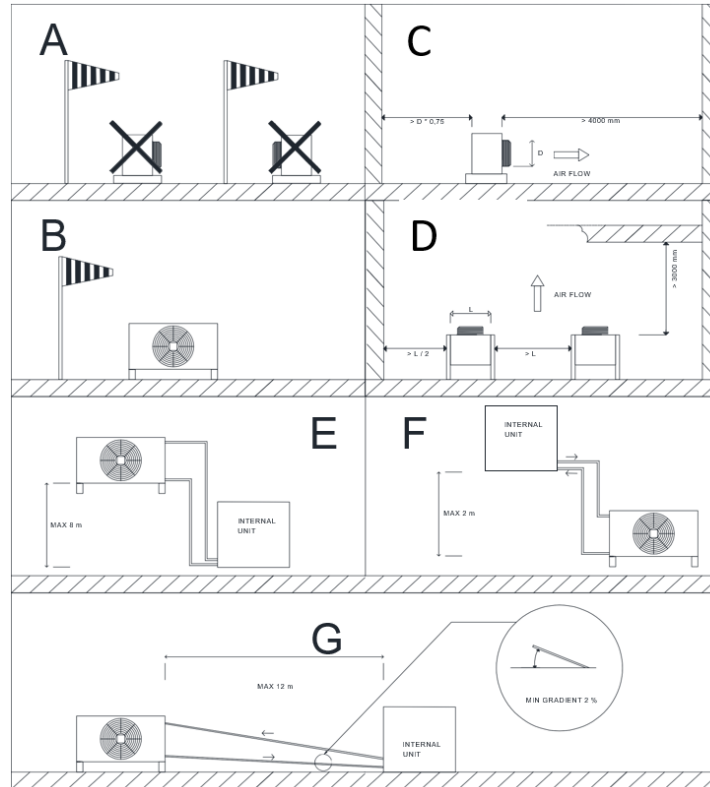 A
C
> D * 0,75
> 4000 mm
D
AIR FLOW
B
D
L
AIR FLOW
> 3000 mm
> L / 2
> L
E
F
INTERNAL
UNIT
MAX 8 m
INTERNAL
UNIT
MAX 2 m
G
MAX 12 m
MIN GRADIENT 2 %
INTERNAL
UNIT